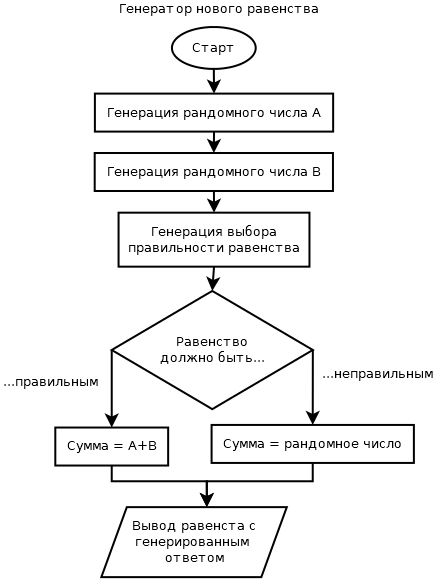 Генератор нового равенства
Старт
Генерация рандомного числа A
Генерация рандомного числа B
Генерация выбора
правильности равенства
Равенство
должно быть...
...правильным
...неправильным
Сумма = A+B
Сумма = рандомное число
Вывод равенста с
генерированным
ответом